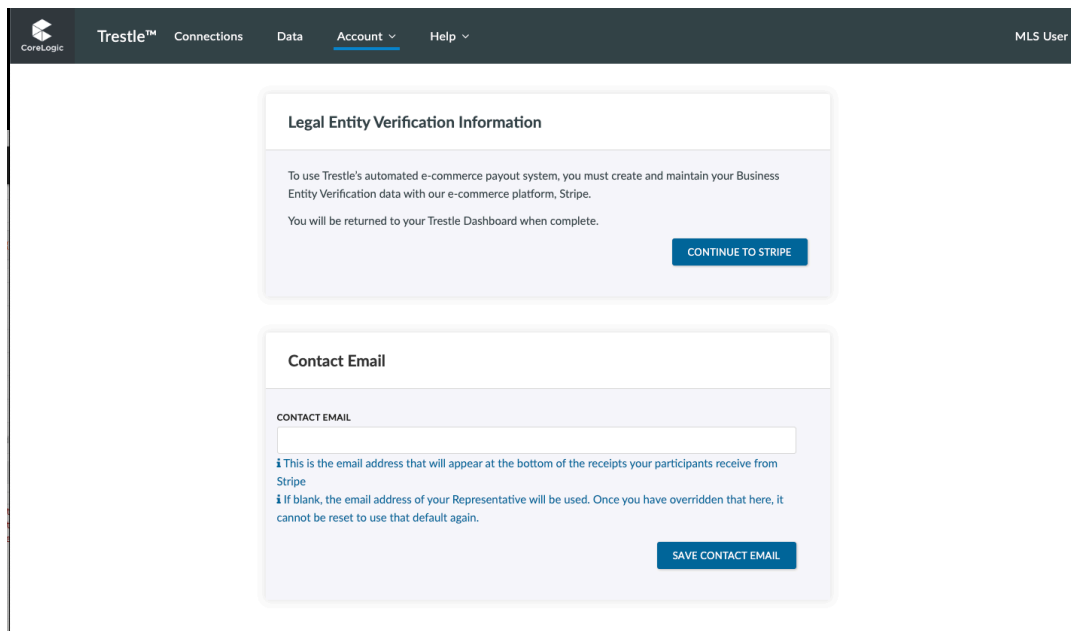 CoreLogic
Trestle™ Connections Data Account Help MLS User
Legal Entity Verification Information
To use Trestle's automated e-commerce payout system, you must create and maintain your Business
Entity Verification data with our e-commerce platform, Stripe.
You will be returned to your Trestle Dashboard when complete.
CONTINUE TO STRIPE
Contact Email
CONTACT EMAIL
i This is the email address that will appear at the bottom of the receipts your participants receive from
Stripe
i If blank, the email address of your Representative will be used. Once you have overridden that here, it
cannot be reset to use that default again.
SAVE CONTACT EMAIL